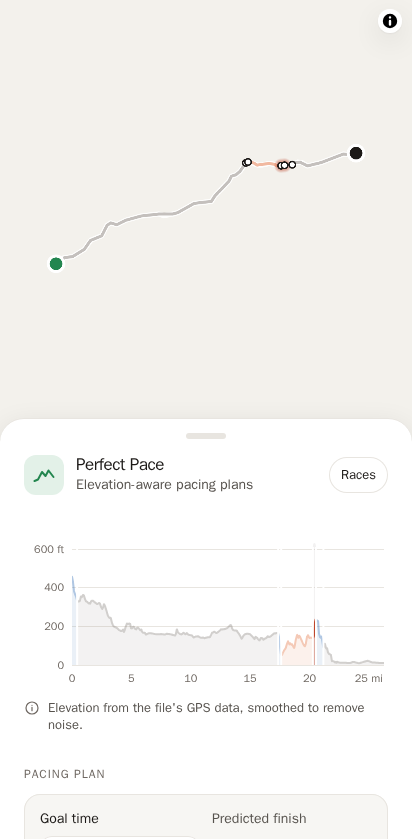 Perfect Pace
Elevation-aware pacing plans
Races
600 ft
400
200
0
0 5 10 15 20 25 mi
Elevation from the file's GPS data, smoothed to remove
noise.
PACING PLAN
Goal time
Predicted finish